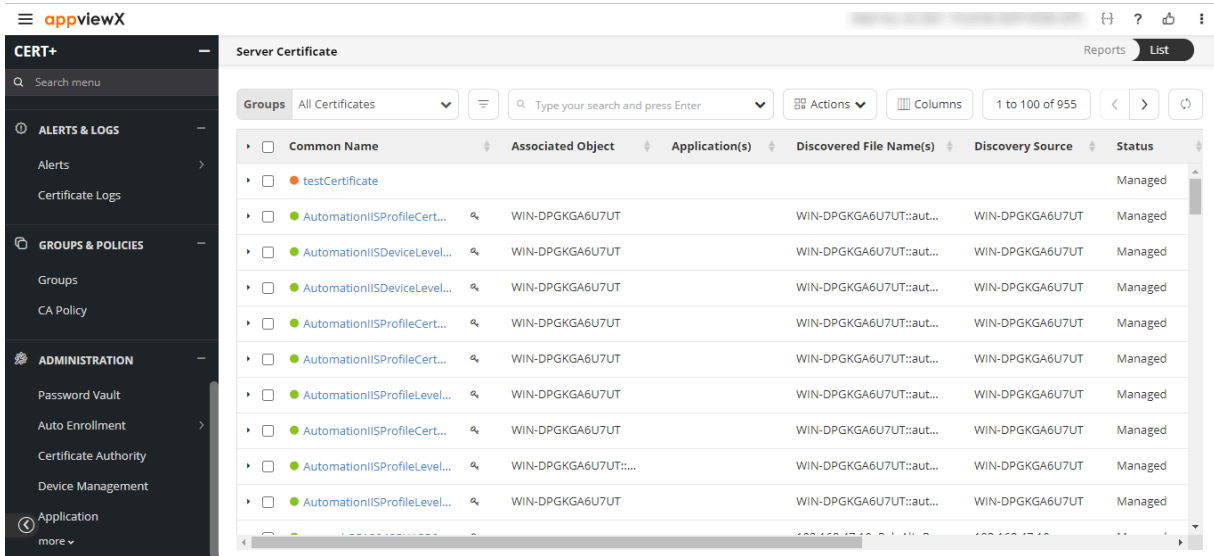 appviewX
?
CERT+
Server Certificate
Reports List
Search menu
Groups All Certificates Type your search and press Enter Actions Columns 1 to 100 of 955
ALERTS & LOGS
Alerts
Certificate Logs
GROUPS & POLICIES
Groups
CA Policy
ADMINISTRATION
Password Vault
Auto Enrollment
Certificate Authority
Device Management
Application
more
Common Name Associated Object Application(s) Discovered File Name(s) Discovery Source Status
testCertificate Managed
AutomationIISProfileCert... WIN-DPGKGA6U7UT WIN-DPGKGA6U7UT::aut... WIN-DPGKGA6U7UT Managed
AutomationIISDeviceLevel... WIN-DPGKGA6U7UT WIN-DPGKGA6U7UT::aut... WIN-DPGKGA6U7UT Managed
AutomationIISDeviceLevel... WIN-DPGKGA6U7UT WIN-DPGKGA6U7UT::aut... WIN-DPGKGA6U7UT Managed
AutomationIISProfileCert... WIN-DPGKGA6U7UT WIN-DPGKGA6U7UT::aut... WIN-DPGKGA6U7UT Managed
AutomationIISProfileCert... WIN-DPGKGA6U7UT WIN-DPGKGA6U7UT::aut... WIN-DPGKGA6U7UT Managed
AutomationIISProfileLevel... WIN-DPGKGA6U7UT WIN-DPGKGA6U7UT::aut... WIN-DPGKGA6U7UT Managed
AutomationIISProfileCert... WIN-DPGKGA6U7UT WIN-DPGKGA6U7UT::aut... WIN-DPGKGA6U7UT Managed
AutomationIISProfileLevel... WIN-DPGKGA6U7UT::... WIN-DPGKGA6U7UT::aut... WIN-DPGKGA6U7UT Managed
AutomationIISProfileLevel... WIN-DPGKGA6U7UT WIN-DPGKGA6U7UT::aut... WIN-DPGKGA6U7UT Managed